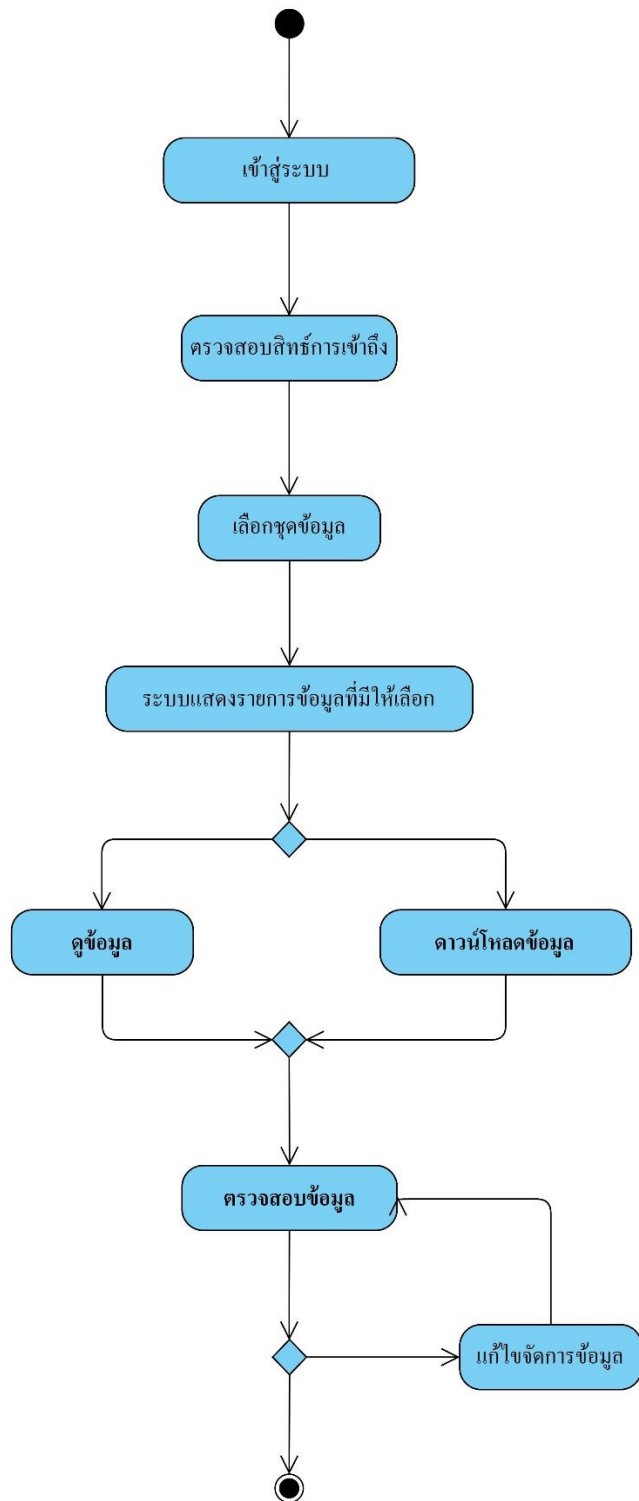 เข้าสู่ระบบ
ตรวจสอบสิทธ์การเข้าถึง
เลือกชุดข้อมูล
ระบบแสดงรายการข้อมูลที่มีให้เลือก
ดูข้อมูล
ดาวน์โหลดข้อมูล
ตรวจสอบข้อมูล
แก้ไขจัดการข้อมูล